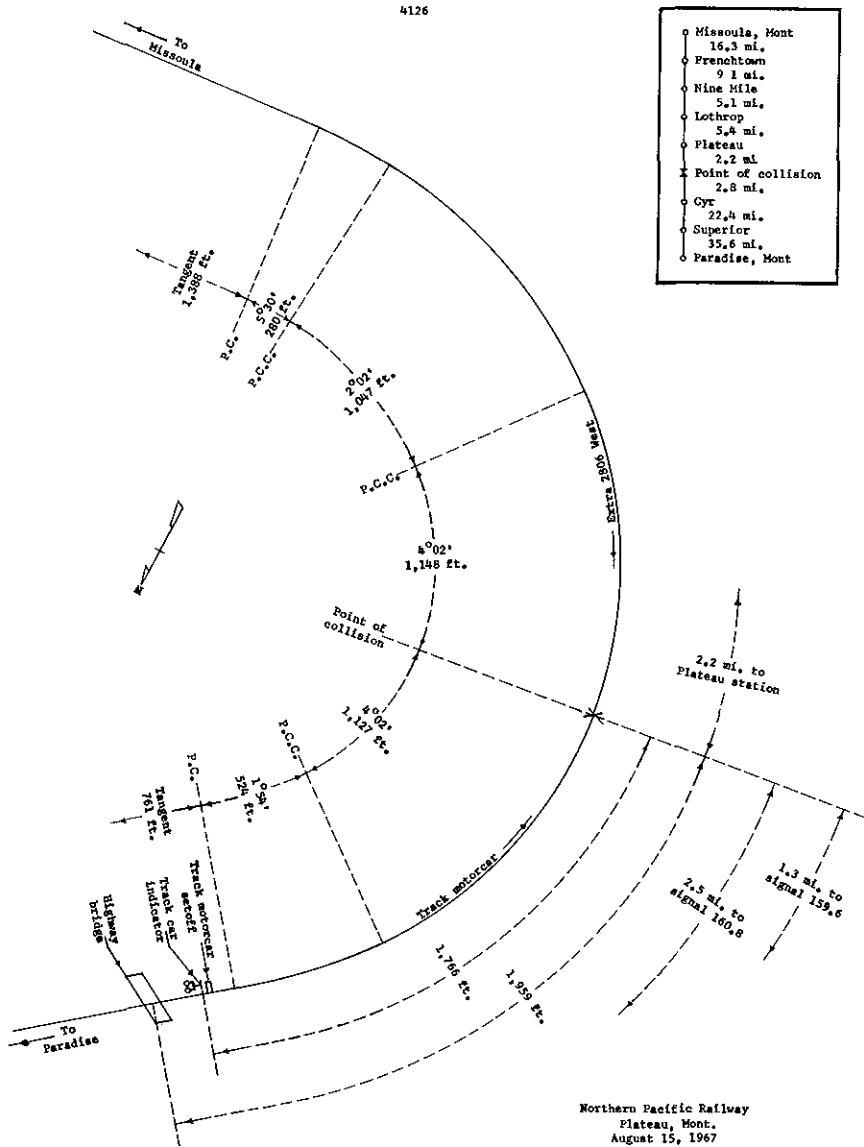 4126
To
Missoula
Missoula, Mont
16.3 mi.
Frenchtown
9 1 mi.
Nine Mile
5.1 mi.
Lothrop
5.4 mi.
Plateau
2.2 mi
Point of collision
2.8 mi.
Cyr
22.4 mi.
Superior
35.6 mi.
Paradise, Mont
Tangent
1,388 ft.
5°30'
280 ft.
P.C.
P.C.C.
2°02'
1,047 ft.
P.C.C.
Extra 2806 West
4°02'
1,148 ft.
Point of
collision
2.2 mi. to
Plateau station
4°02'
1,127 ft.
P.C.C.
P.C.
1°54'
524 ft.
Tangent
761 ft.
Track motorcar
setoff
Track car
indicator
Highway
bridge
Track motorcar
1.3 mi to
signal 159.6
2.5 mi. to
signal 160.8
1,766 ft.
1,959 ft.
To
Paradise
Northern Pacific Railway
Plateau, Mont.
August 15, 1967